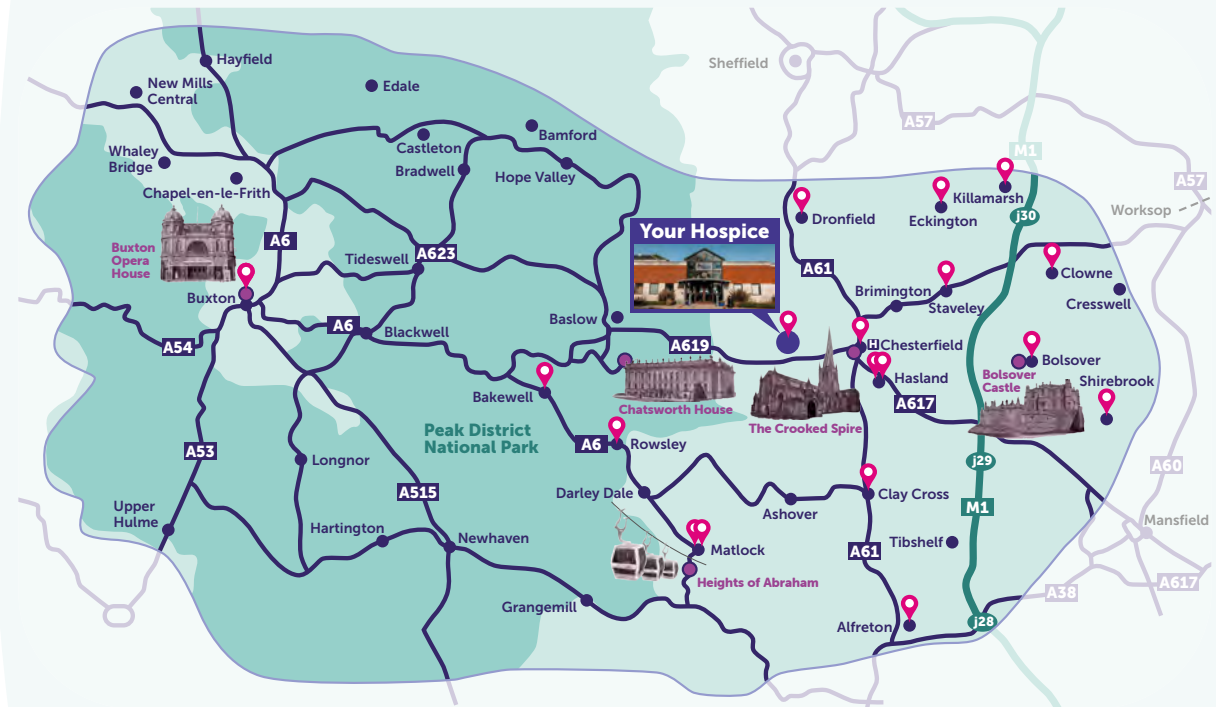 Hayfield
Sheffield
New Mills
Central
Edale
A57
Bamford
Castleton
M1
Whaley
Bridge
Bradwell
Hope Valley
A57
Chapel-en-le-Frith
Killamarsh
Eckington
Worksop
Dronfield
j30
Your Hospice
A6
Buxton
Opera
House
A623
Tideswell
A61
Clowne
Brimington
Staveley
Cresswell
Buxton
Baslow
A6
Blackwell
A54
A619
H
Chesterfield
Bolsover
Bolsover
Castle
Shirebrook
Hasland
Bakewell
Chatsworth House
A617
The Crooked Spire
Peak District
National Park
A6
Rowsley
A53
Longnor
j29
A60
A515
Darley Dale
Clay Cross
Ashover
M1
Upper
Hulme
Hartington
Newhaven
Mansfield
Tibshelf
Matlock
A61
Heights of Abraham
A617
A38
Grangemill
Alfreton
j28